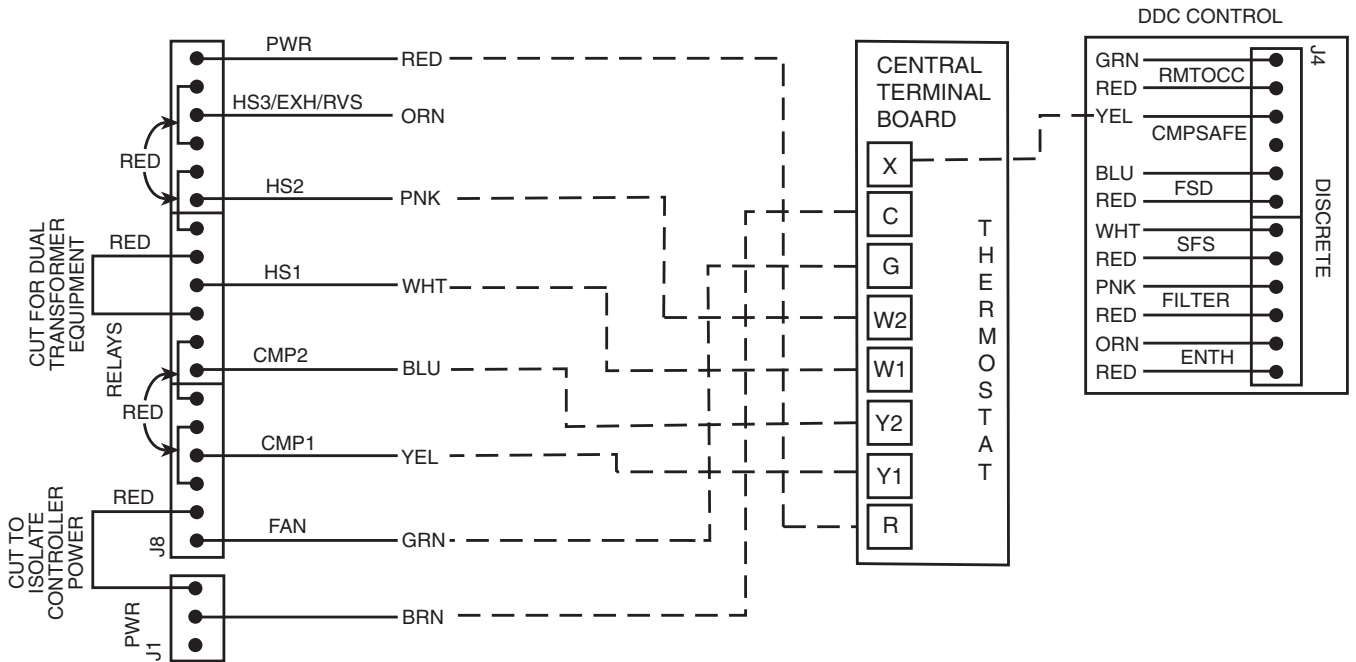 DDC CONTROL
PWR
RED
HS3/EXH/RVS
ORN
RED
HS2
PNK
RED
HS1
WHT
CMP2
BLU
RED
CMP1
YEL
RED
FAN
GRN
BRN
CUT FOR DUAL
TRANSFORMER
EQUIPMENT
RELAYS
CUT TO
ISOLATE
CONTROLLER
POWER
J8
PWR
J1
CENTRAL
TERMINAL
BOARD
X
C
G
W2
W1
Y2
Y1
R
THERMOSTAT
GRN
RMTOCC
RED
YEL
CMPSAFE
BLU
FSD
RED
WHT
SFS
RED
PNK
FILTER
RED
ORN
ENTH
RED
J4
DISCRETE